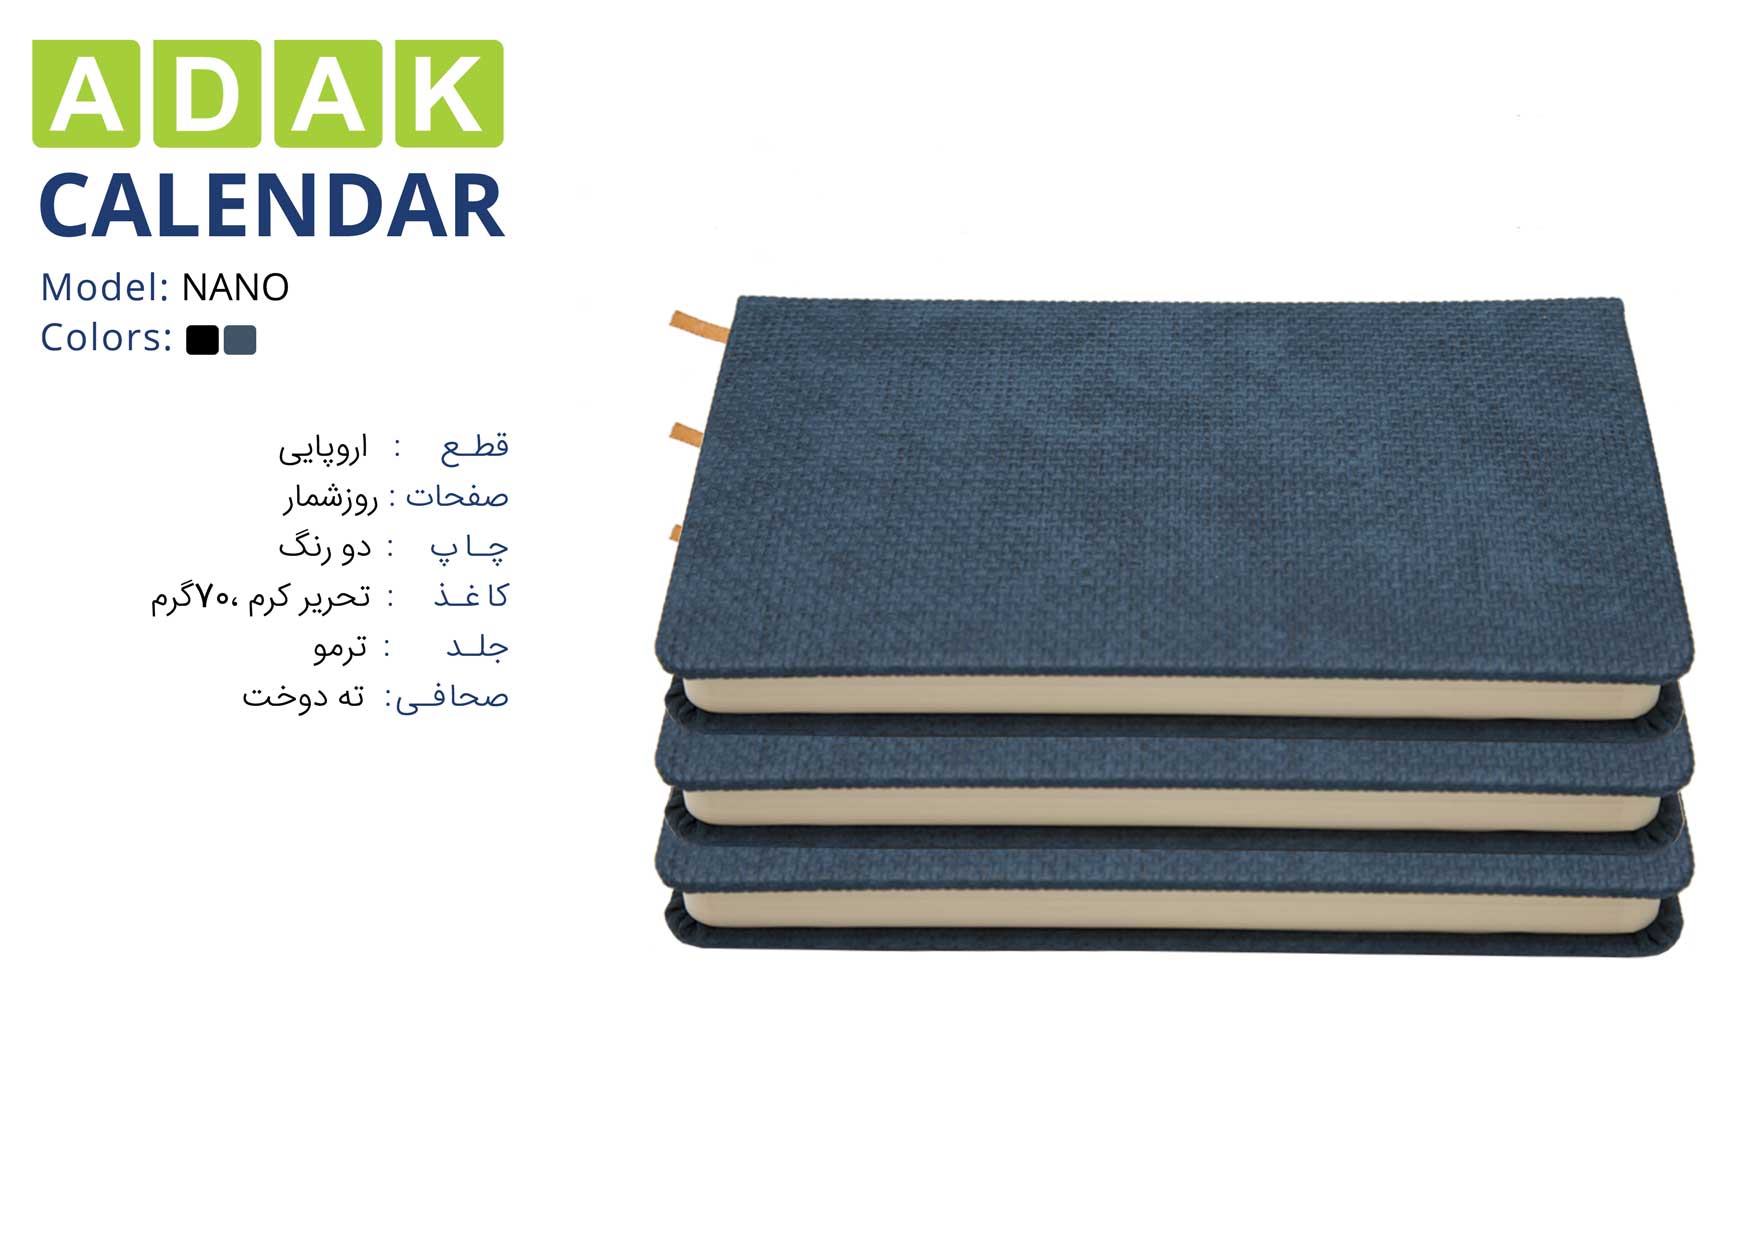 ADAK
CALENDAR
Model: NANO
Colors:
قطع : اروپایی
صفحات : روزشمار
چاپ : دو رنگ
کاغذ : تحریر کرم ،۷۰گرم
جلد : ترمو
صحافی: ته دوخت